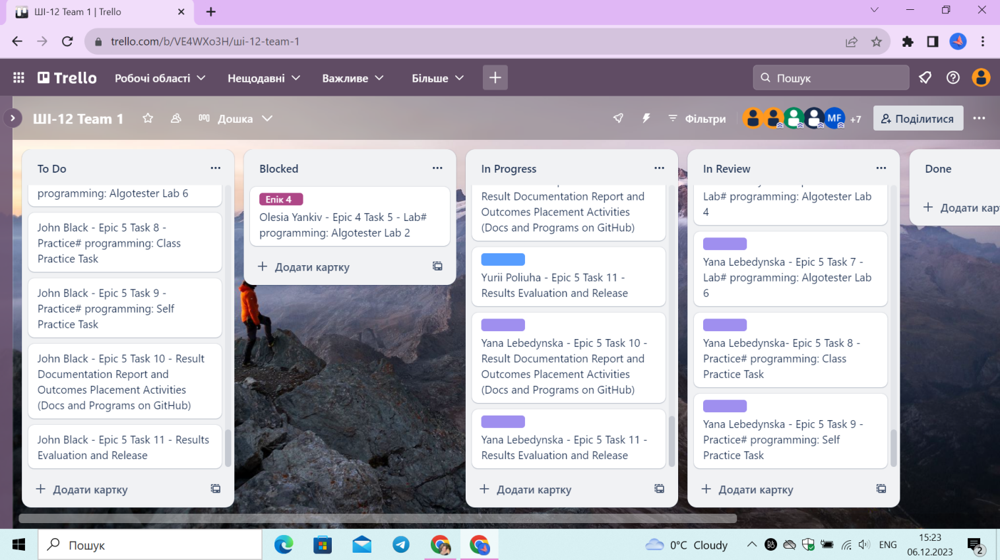 ШІ-12 Team 1 | Trello
trello.com/b/VE4WXo3H/ші-12-team-1
Trello
Робочі області
Нещодавні
Важливе
Більше
Пошук
ШІ-12 Team 1
Дошка
Фільтри
MF
+7
Поділитися
To Do
programming: Algotester Lab 6
John Black - Epic 5 Task 8 -
Practice# programming: Class
Practice Task
John Black - Epic 5 Task 9 -
Practice# programming: Self
Practice Task
John Black - Epic 5 Task 10 - Result
Documentation Report and
Outcomes Placement Activities
(Docs and Programs on GitHub)
John Black - Epic 5 Task 11 - Results
Evaluation and Release
Додати картку
Blocked
Епік 4
Olesia Yankiv - Epic 4 Task 5 - Lab#
programming: Algotester Lab 2
Додати картку
In Progress
Result Documentation Report and
Outcomes Placement Activities
(Docs and Programs on GitHub)
Yurii Poliuha - Epic 5 Task 11 -
Results Evaluation and Release
Yana Lebedynska - Epic 5 Task 10 -
Result Documentation Report and
Outcomes Placement Activities
(Docs and Programs on GitHub)
Yana Lebedynska - Epic 5 Task 11 -
Results Evaluation and Release
Додати картку
In Review
Lab# programming: Algotester Lab
4
Yana Lebedynska - Epic 5 Task 7 -
Lab# programming: Algotester Lab
6
Yana Lebedynska- Epic 5 Task 8 -
Practice# programming: Class
Practice Task
Yana Lebedynska - Epic 5 Task 9 -
Practice# programming: Self
Practice Task
Додати картку
Done
Додати карт
Пошук
0°C Cloudy
ENG
15:23
06.12.2023
2